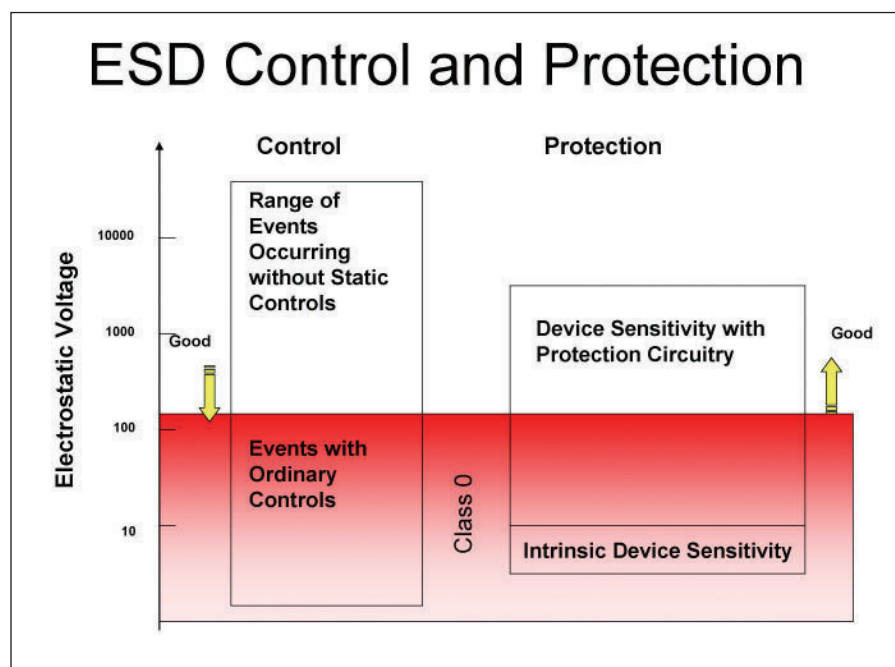 ESD Control and Protection
Control
Protection
Electrostatic Voltage
10000
1000
100
10
Good
Range of
Events
Occurring
without Static
Controls
Events with
Ordinary
Controls
Class 0
Device Sensitivity with
Protection Circuitry
Intrinsic Device Sensitivity
Good